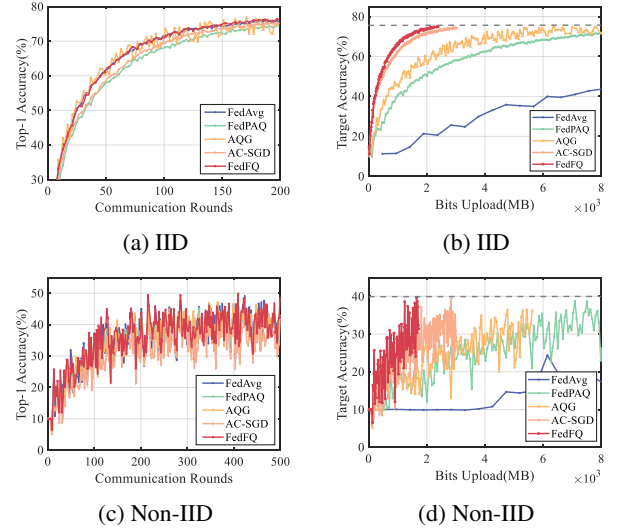 80
70
60
50
40
30
0
50
100
150
200
Top-1 Accuracy(%)
Communication Rounds
FedAvg
FedPAQ
AQG
AC-SGD
FedFQ
(a) IID
80
60
40
20
0
0
2
4
6
8
×10³
Target Accuracy(%)
Bits Upload(MB)
FedAvg
FedPAQ
AQG
AC-SGD
FedFQ
(b) IID
50
40
30
20
10
0
0
100
200
300
400
500
Top-1 Accuracy(%)
Communication Rounds
FedAvg
FedPAQ
AQG
AC-SGD
FedFQ
(c) Non-IID
40
30
20
10
0
0
2
4
6
8
×10³
Target Accuracy(%)
Bits Upload(MB)
FedAvg
FedPAQ
AQG
AC-SGD
FedFQ
(d) Non-IID